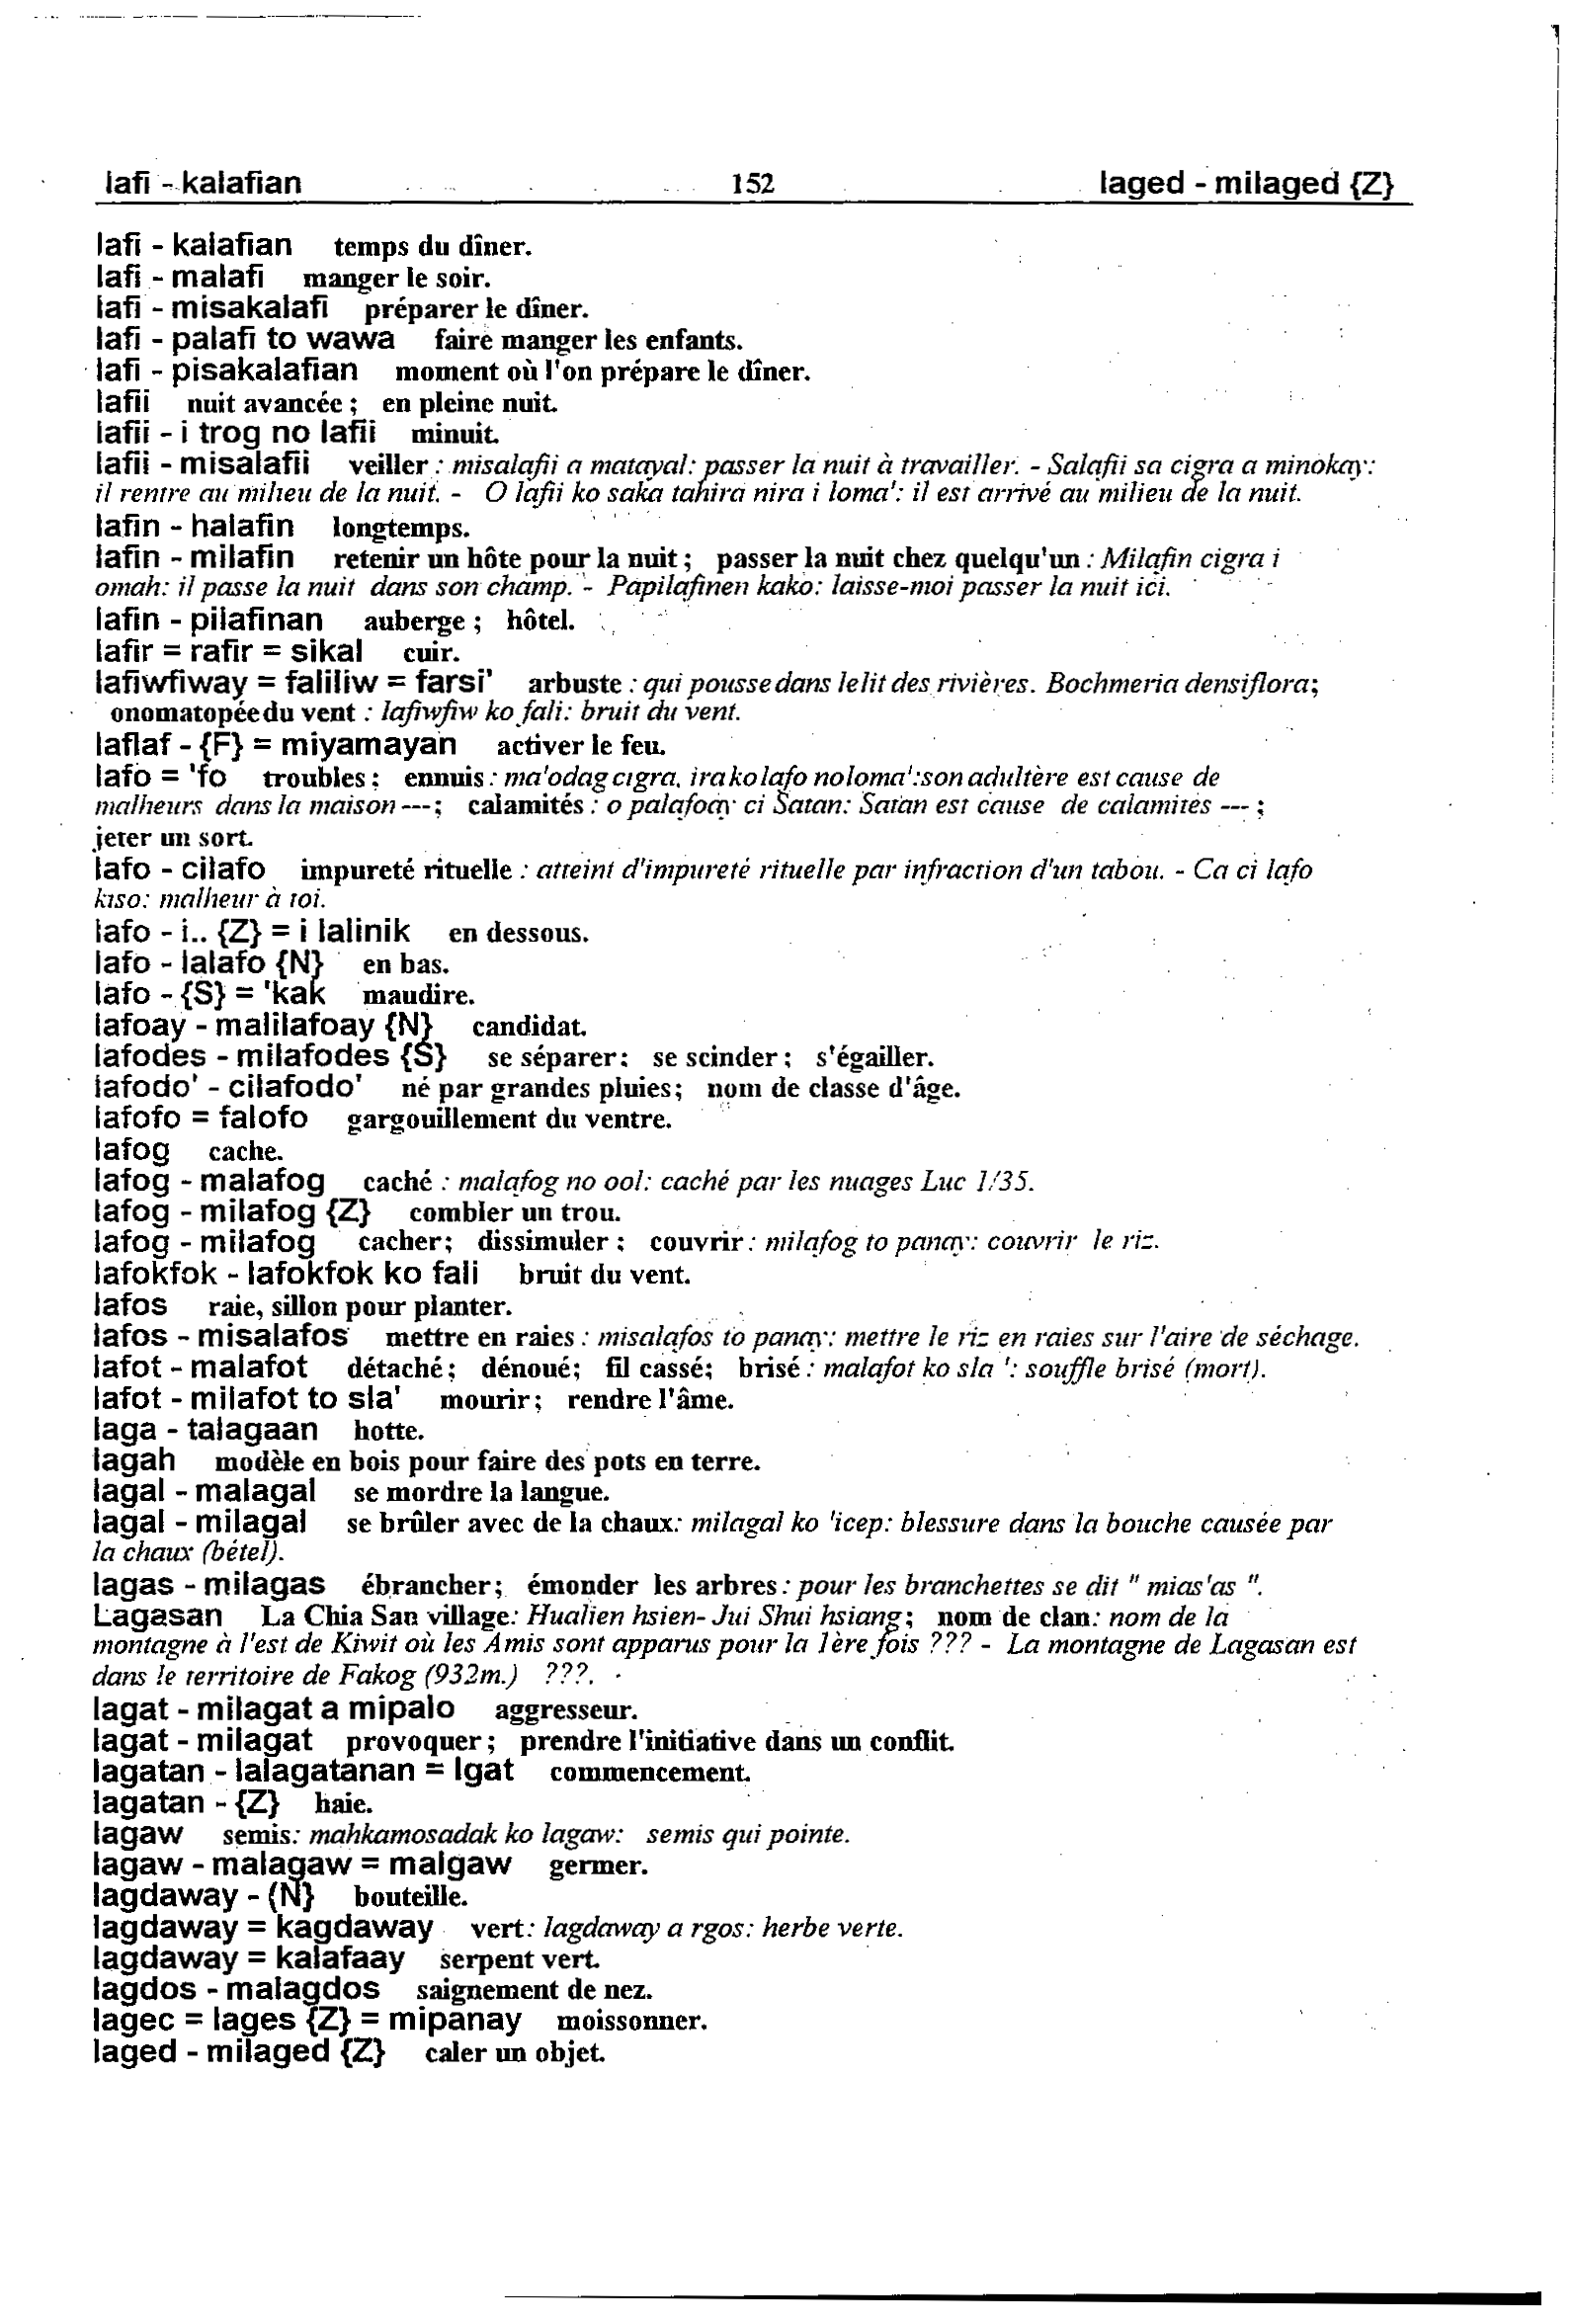 lafi - kalafian 152 laged - milaged {Z}
lafi - kalafian temps du dîner.
lafi - malafi manger le soir.
lafi - misakalafi préparer le dîner.
lafi - palafi to wawa faire manger les enfants.
lafi - pisakalafian moment où l'on prépare le dîner.
lafii nuit avancée ; en pleine nuit.
lafii - i trog no lafii minuit.
lafii - misalafii veiller : misalafii a matayal: passer la nuit à travailler. - Salafii sa cigra a minokay:
il rentre au milieu de la nuit. - O lafii ko saka tahira nira i loma': il est arrivé au milieu de la nuit.
lafin - halafin longtemps.
lafin - milafin retenir un hôte pour la nuit ; passer la nuit chez quelqu'un : Milafin cigra i
omah: il passe la nuit dans son champ. - Papilafinen kako: laisse-moi passer la nuit ici.
lafin - pilafinan auberge ; hôtel.
lafir = rafir = sikal cuir.
lafiwfiway = faliliw = farsi' arbuste : qui pousse dans le lit des rivières. Bochmeria densiflora;
onomatopée du vent : lafiwfiw ko fali: bruit du vent.
laflaf - {F} = miyamayan activer le feu.
lafo = 'fo troubles ; ennuis : ma'odag cigra, ira ko lafo no loma': son adultère est cause de
malheurs dans la maison ---; calamités : o palafoay ci Satan: Satan est cause de calamités --- ;
jeter un sort.
lafo - cilafo impureté rituelle : atteint d'impureté rituelle par infraction d'un tabou. - Ca ci lafo
kiso: malheur à toi.
lafo - i.. {Z} = i lalinik en dessous.
lafo - lalafo {N} en bas.
lafo - {S} = 'kak maudire.
lafoay - malilafoay {N} candidat.
lafodes - milafodes {S} se séparer; se scinder ; s'égailler.
lafodo' - cilafodo' né par grandes pluies; nom de classe d'âge.
lafofo = falofo gargouillement du ventre.
lafog cache.
lafog - malafog caché : malafog no ool: caché par les nuages Luc 1/35.
lafog - milafog {Z} combler un trou.
lafog - milafog cacher; dissimuler ; couvrir : milafog to panay: couvrir le riz.
lafokfok - lafokfok ko fali bruit du vent.
lafos raie, sillon pour planter.
lafos - misalafos mettre en raies : misalafos to panay: mettre le riz en raies sur l'aire de séchage.
lafot - malafot détaché; dénoué; fil cassé; brisé : malafot ko sla ': souffle brisé (mort).
lafot - milafot to sla' mourir; rendre l'âme.
laga - talagaan hotte.
lagah modèle en bois pour faire des pots en terre.
lagal - malagal se mordre la langue.
lagal - milagal se brûler avec de la chaux: milagal ko 'icep: blessure dans la bouche causée par
la chaux (bétel).
lagas - milagas ébrancher; émonder les arbres : pour les branchettes se dit " mias'as ".
Lagasan La Chia San village: Hualien hsien- Jui Shui hsiang; nom de clan: nom de la
montagne à l'est de Kiwit où les Amis sont apparus pour la 1ère fois ??? - La montagne de Lagasan est
dans le territoire de Fakog (932m.) ???.
lagat - milagat a mipalo aggresseur.
lagat - milagat provoquer ; prendre l'initiative dans un conflit.
lagatan - lalagatanan = lgat commencement.
lagatan - {Z} haie.
lagaw semis: mahkamosadak ko lagaw: semis qui pointe.
lagaw - malagaw = malgaw germer.
lagdaway - (N} bouteille.
lagdaway = kagdaway vert: lagdaway a rgos: herbe verte.
lagdaway = kalafaay serpent vert.
lagdos - malagdos saignement de nez.
lagec = lages {Z} = mipanay moissonner.
laged - milaged {Z} caler un objet.